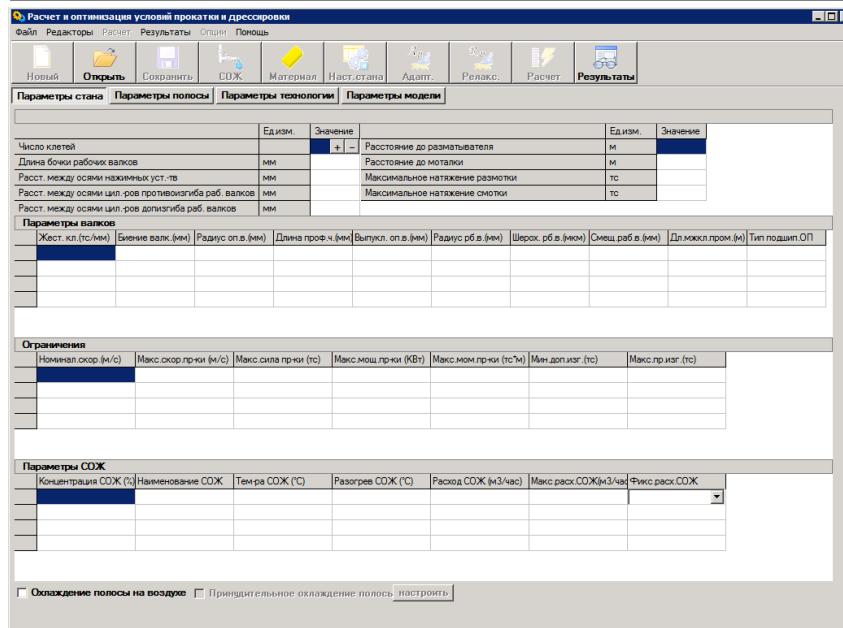 Расчет и оптимизация условий прокатки и дрессировки
Файл Редакторы Расчет Результаты Опции Помощь
Новый Открыть Сохранить СОЖ Материал Наст.стана Адапт. Релакс. Расчет Результаты
Параметры стана Параметры полосы Параметры технологии Параметры модели
Ед.изм. Значение Ед.изм. Значение
Число клетей + − Расстояние до разматывателя м
Длина бочки рабочих валков мм Расстояние до моталки м
Расст. между осями нажимных уст.-тв мм Максимальное натяжение размотки тс
Расст. между осями цил.-ров противоизгиба раб. валков мм Максимальное натяжение смотки тс
Расст. между осями цил.-ров допизгиба раб. валков мм
Параметры валков
Жест. кл.(тс/мм) Биение валк.(мм) Радиус оп.в.(мм) Длина проф.ч.(мм) Выпукл. оп.в.(мм) Радиус рб.в.(мм) Шерох. рб.в.(мкм) Смещ.раб.в.(мм) Дл.мжкл.пром.(м) Тип подшип.ОП
Ограничения
Номинал.скор.(м/с) Макс.скор.пр-ки (м/с) Макс.сила пр-ки (тс) Макс.мощ.пр-ки (КВт) Макс.мом.пр-ки (тс*м) Мин.доп.изг.(тс) Макс.пр.изг.(тс)
Параметры СОЖ
Концентрация СОЖ (%) Наименование СОЖ Тем-ра СОЖ (°С) Разогрев СОЖ (°С) Расход СОЖ (м3/час) Макс.расх.СОЖ(м3/час Фикс.расх.СОЖ
Охлаждение полосы на воздухе Принудительное охлаждение полось настроить